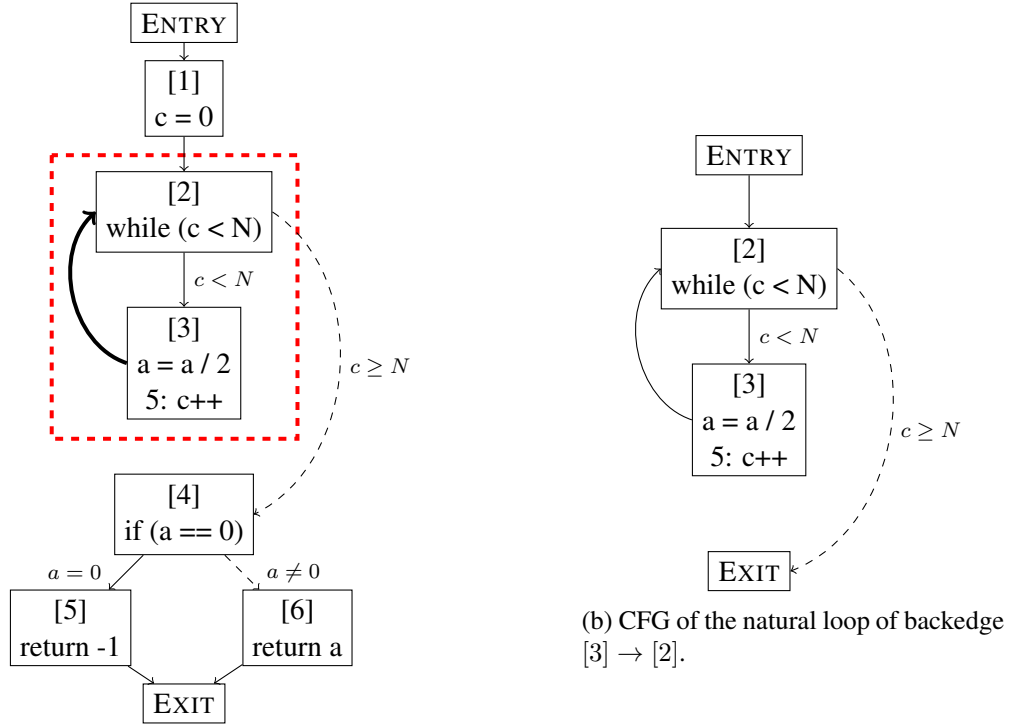 ENTRY
[1]
c = 0
[2]
while (c < N)
c < N
[3]
a = a / 2
5: c++
c ≥ N
[4]
if (a == 0)
a = 0
a ≠ 0
[5]
return -1
[6]
return a
EXIT
ENTRY
[2]
while (c < N)
c < N
[3]
a = a / 2
5: c++
c ≥ N
EXIT
(b) CFG of the natural loop of backedge
[3] → [2].